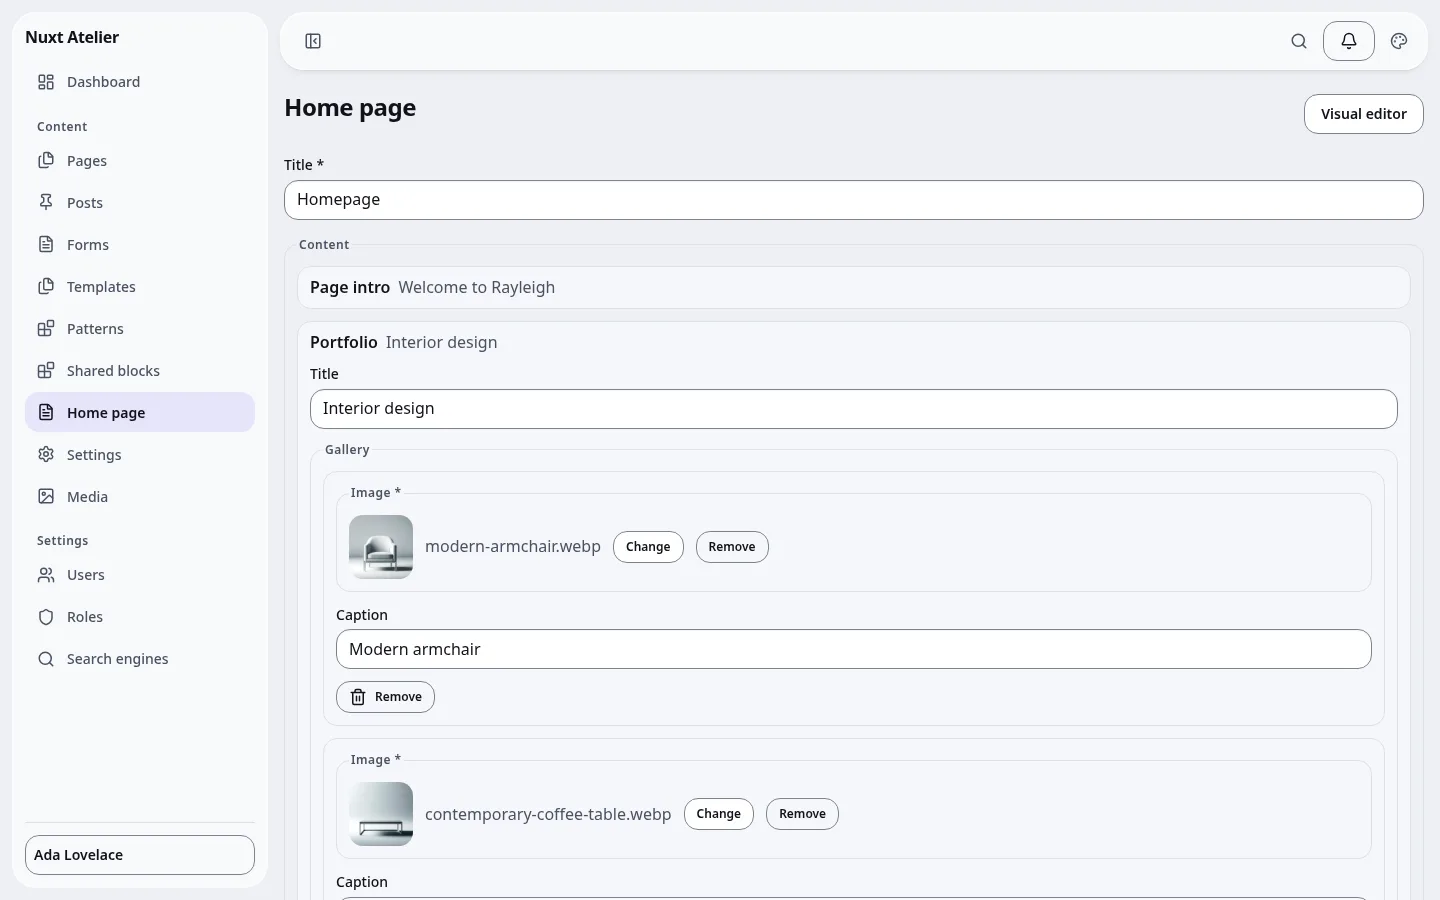 Nuxt Atelier
Dashboard
Content
Pages
Posts
Forms
Templates
Patterns
Shared blocks
Home page
Settings
Media
Settings
Users
Roles
Search engines
Ada Lovelace
Home page
Visual editor
Title *
Homepage
Content
Page intro Welcome to Rayleigh
Portfolio Interior design
Title
Interior design
Gallery
Image *
modern-armchair.webp Change Remove
Caption
Modern armchair
Remove
Image *
contemporary-coffee-table.webp Change Remove
Caption